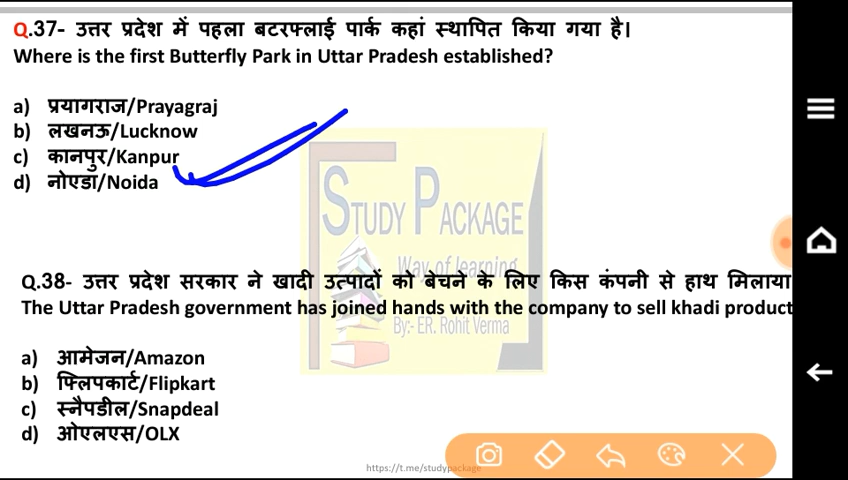 Q.37- उत्तर प्रदेश में पहला बटरफ्लाई पार्क कहां स्थापित किया गया है।
Where is the first Butterfly Park in Uttar Pradesh established?
a) प्रयागराज/Prayagraj
b) लखनऊ/Lucknow
c) कानपुर/Kanpur
d) नोएडा/Noida
STUDY PACKAGE
Way of learning
By:- ER. Rohit Verma
Q.38- उत्तर प्रदेश सरकार ने खादी उत्पादों को बेचने के लिए किस कंपनी से हाथ मिलाया
The Uttar Pradesh government has joined hands with the company to sell khadi product
a) आमेजन/Amazon
b) फ्लिपकार्ट/Flipkart
c) स्नैपडील/Snapdeal
d) ओएलएस/OLX
https://t.me/studypackage